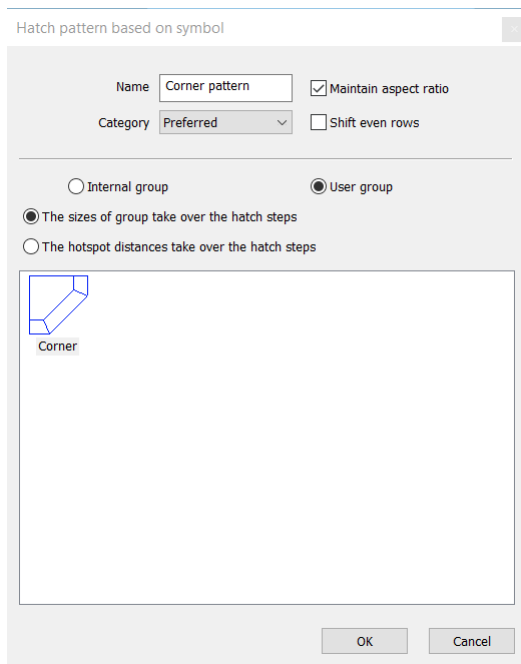 Hatch pattern based on symbol
Name Corner pattern Maintain aspect ratio
Category Preferred Shift even rows
Internal group User group
The sizes of group take over the hatch steps
The hotspot distances take over the hatch steps
Corner
OK Cancel